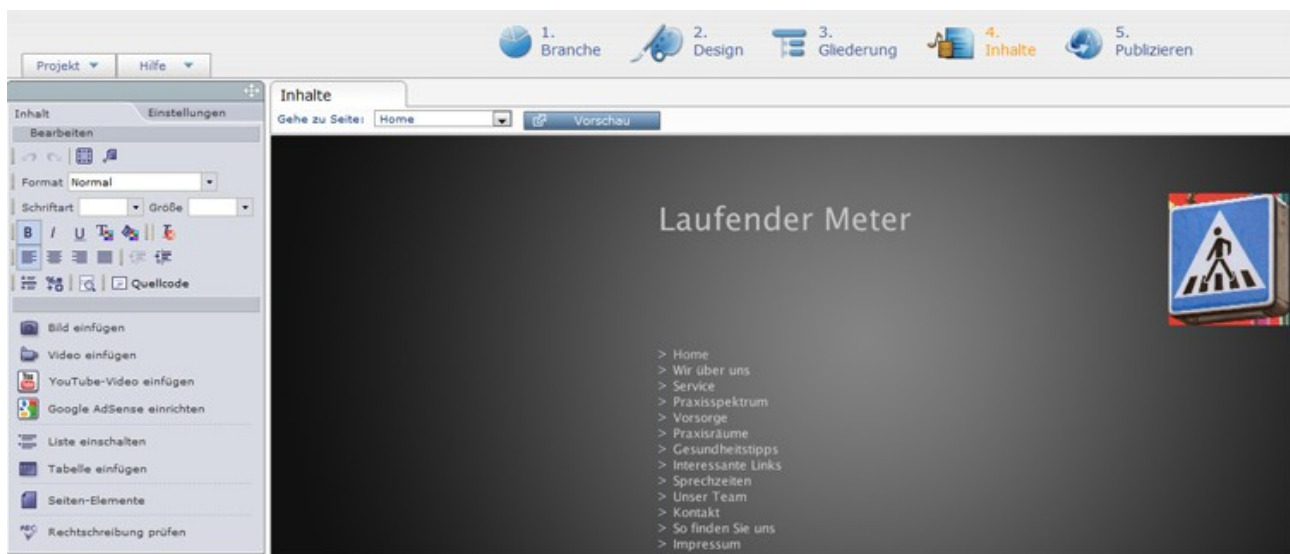 1.
Branche
2.
Design
3.
Gliederung
4.
Inhalte
5.
Publizieren
Projekt
Hilfe
Inhalt
Einstellungen
Bearbeiten
Format Normal
Schriftart Größe
B I U
Quellcode
Bild einfügen
Video einfügen
YouTube-Video einfügen
Google AdSense einrichten
Liste einschalten
Tabelle einfügen
Seiten-Elemente
Rechtschreibung prüfen
Inhalte
Gehe zu Seite: Home Vorschau
Laufender Meter
> Home
> Wir über uns
> Service
> Praxisspektrum
> Vorsorge
> Praxisräume
> Gesundheitstipps
> Interessante Links
> Sprechzeiten
> Unser Team
> Kontakt
> So finden Sie uns
> Impressum